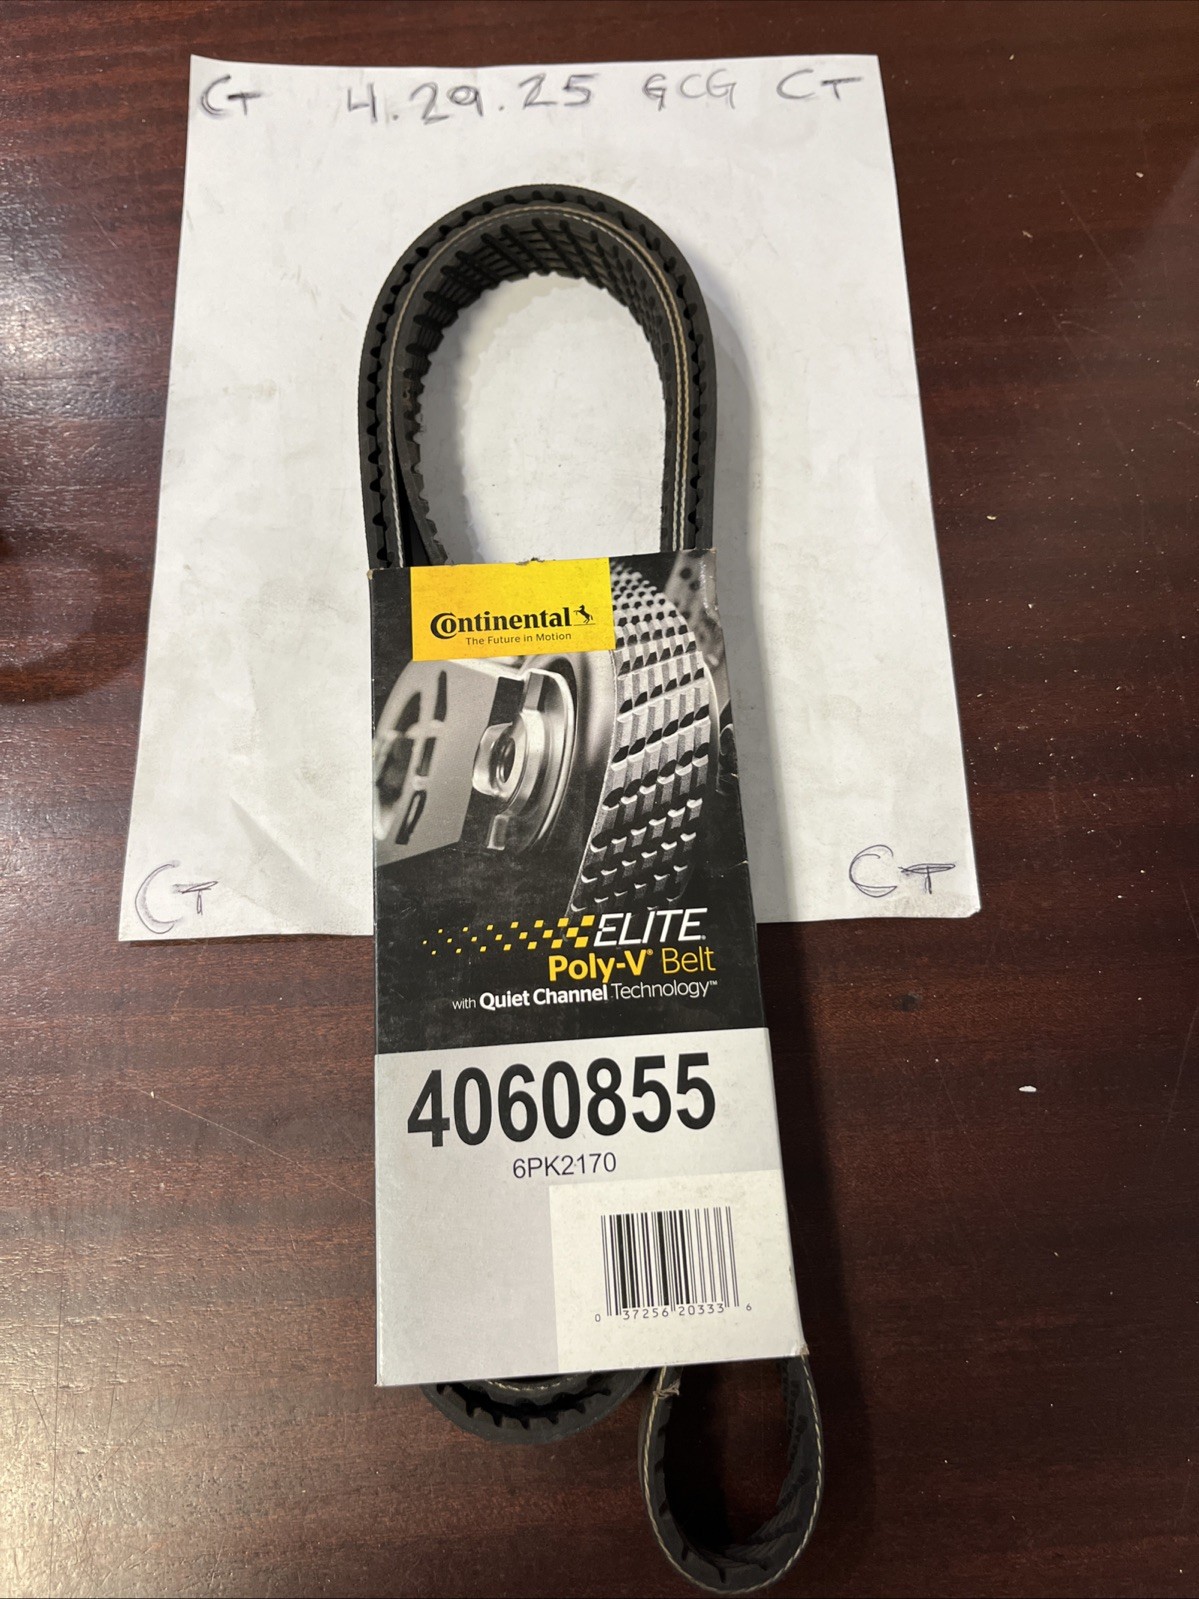 CT 4.29.25 GCG CT
Continental
The Future in Motion
CT
CT
ELITE®
Poly-V® Belt
with Quiet Channel Technology™
4060855
6PK2170
0 37256 20333 6